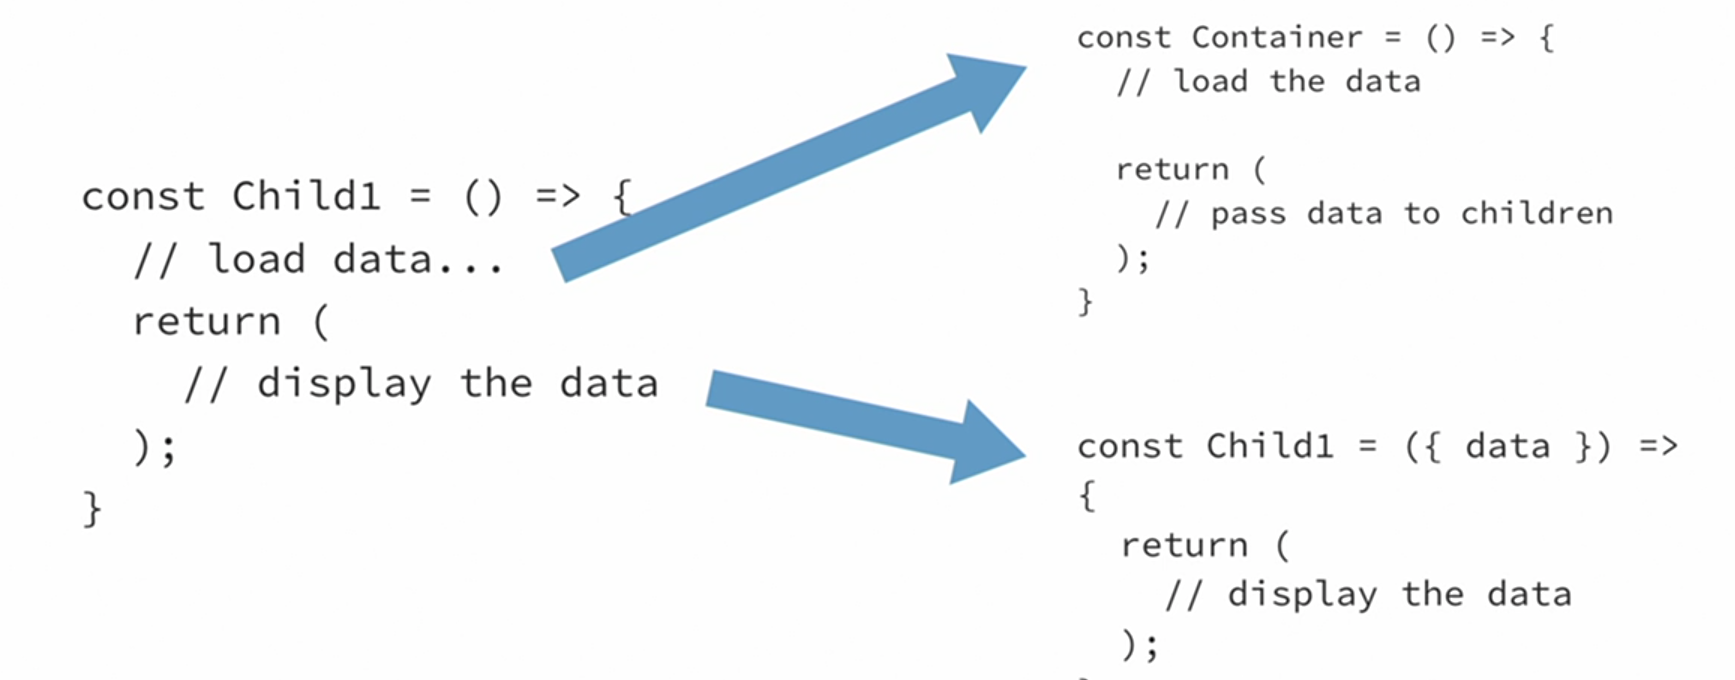 const Child1 = () => {
// load data...
return (
// display the data
);
}
const Container = () => {
// load the data
return (
// pass data to children
);
}
const Child1 = ({ data }) =>
{
return (
// display the data
);